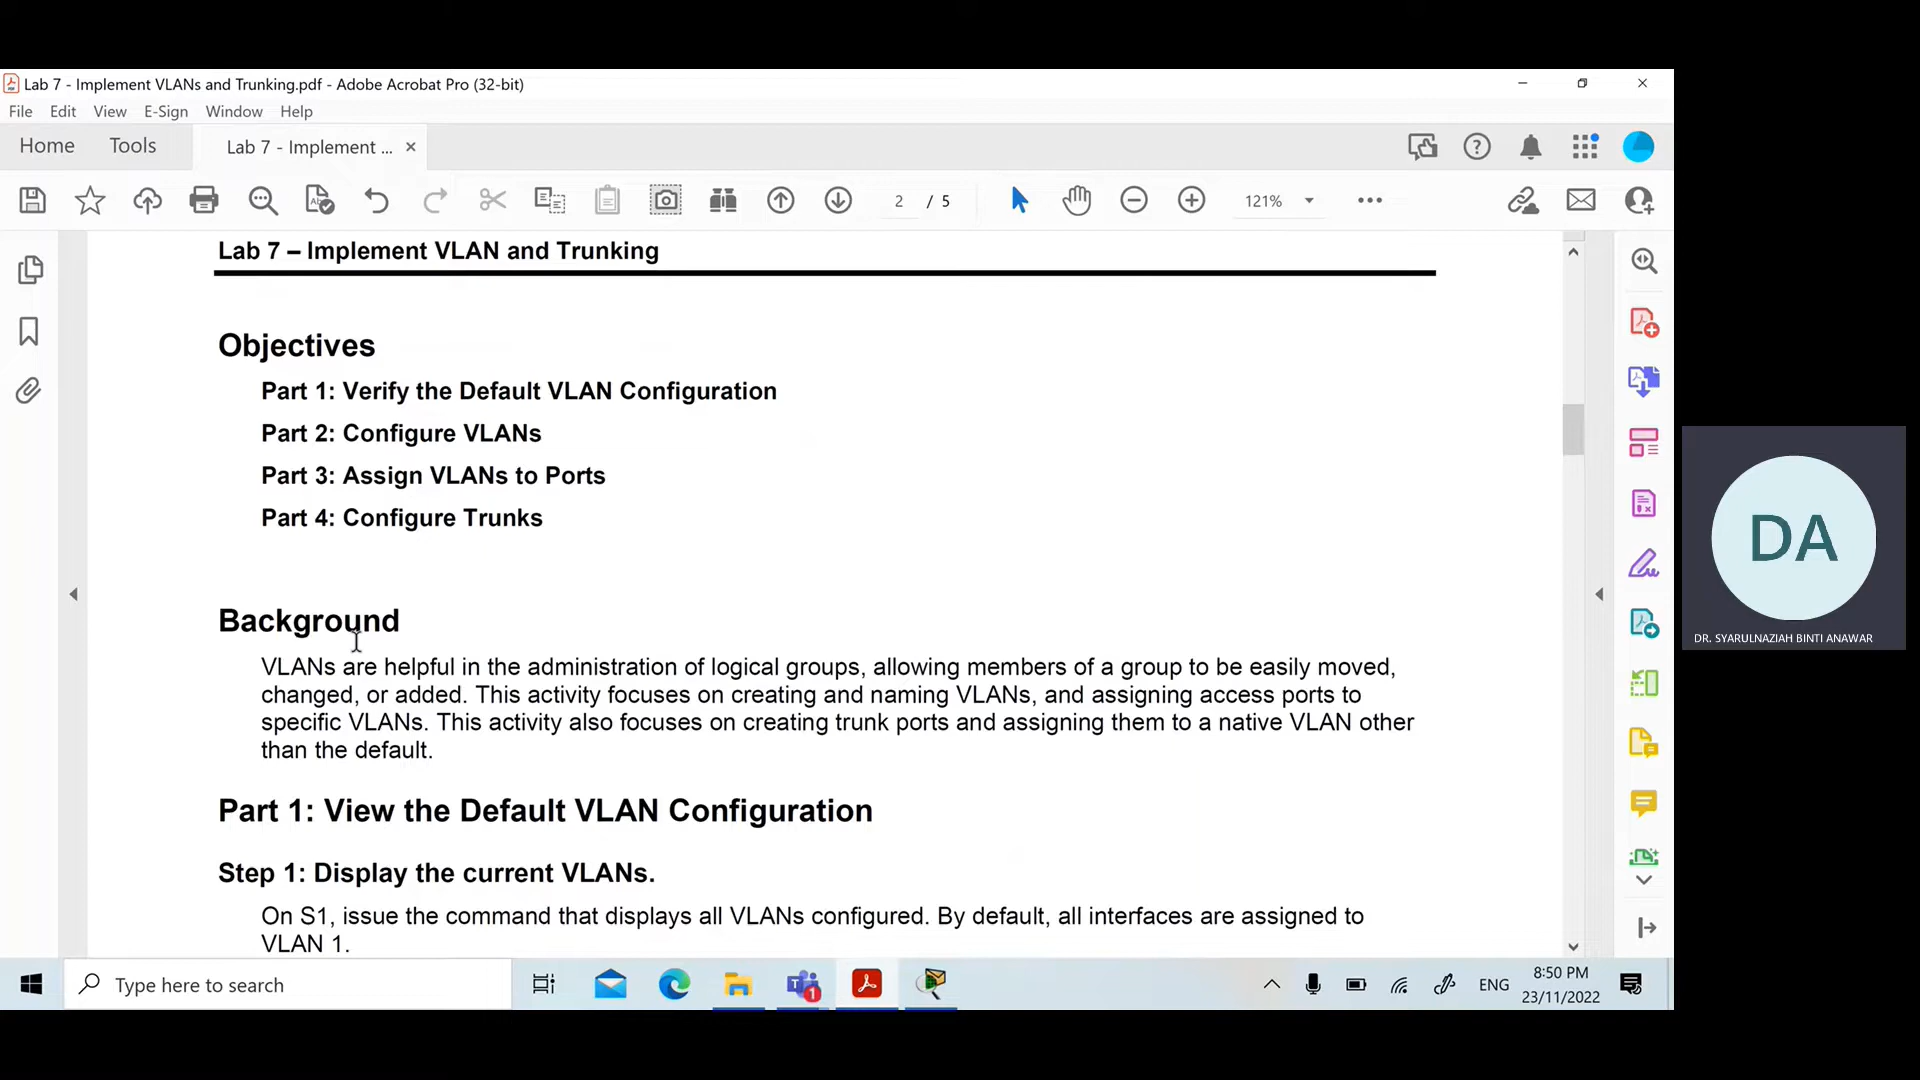 Lab 7 - Implement VLANs and Trunking.pdf - Adobe Acrobat Pro (32-bit)
File Edit View E-Sign Window Help
Home Tools Lab 7 - Implement ...
2 / 5 121%
Lab 7 – Implement VLAN and Trunking
Objectives
Part 1: Verify the Default VLAN Configuration
Part 2: Configure VLANs
Part 3: Assign VLANs to Ports
Part 4: Configure Trunks
Background
VLANs are helpful in the administration of logical groups, allowing members of a group to be easily moved,
changed, or added. This activity focuses on creating and naming VLANs, and assigning access ports to
specific VLANs. This activity also focuses on creating trunk ports and assigning them to a native VLAN other
than the default.
Part 1: View the Default VLAN Configuration
Step 1: Display the current VLANs.
On S1, issue the command that displays all VLANs configured. By default, all interfaces are assigned to
VLAN 1.
DA
DR. SYARULNAZIAH BINTI ANAWAR
Type here to search
1
ENG
8:50 PM
23/11/2022